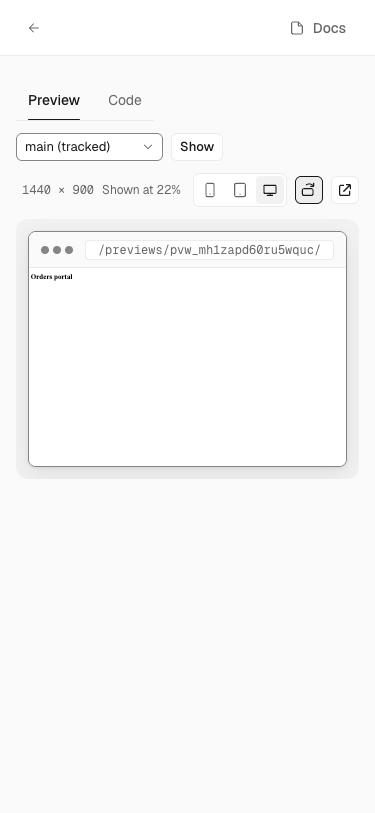 Docs
Preview Code
main (tracked) Show
1440 × 900 Shown at 22%
/previews/pvw_mh1zapd60ru5wquc/
Orders portal